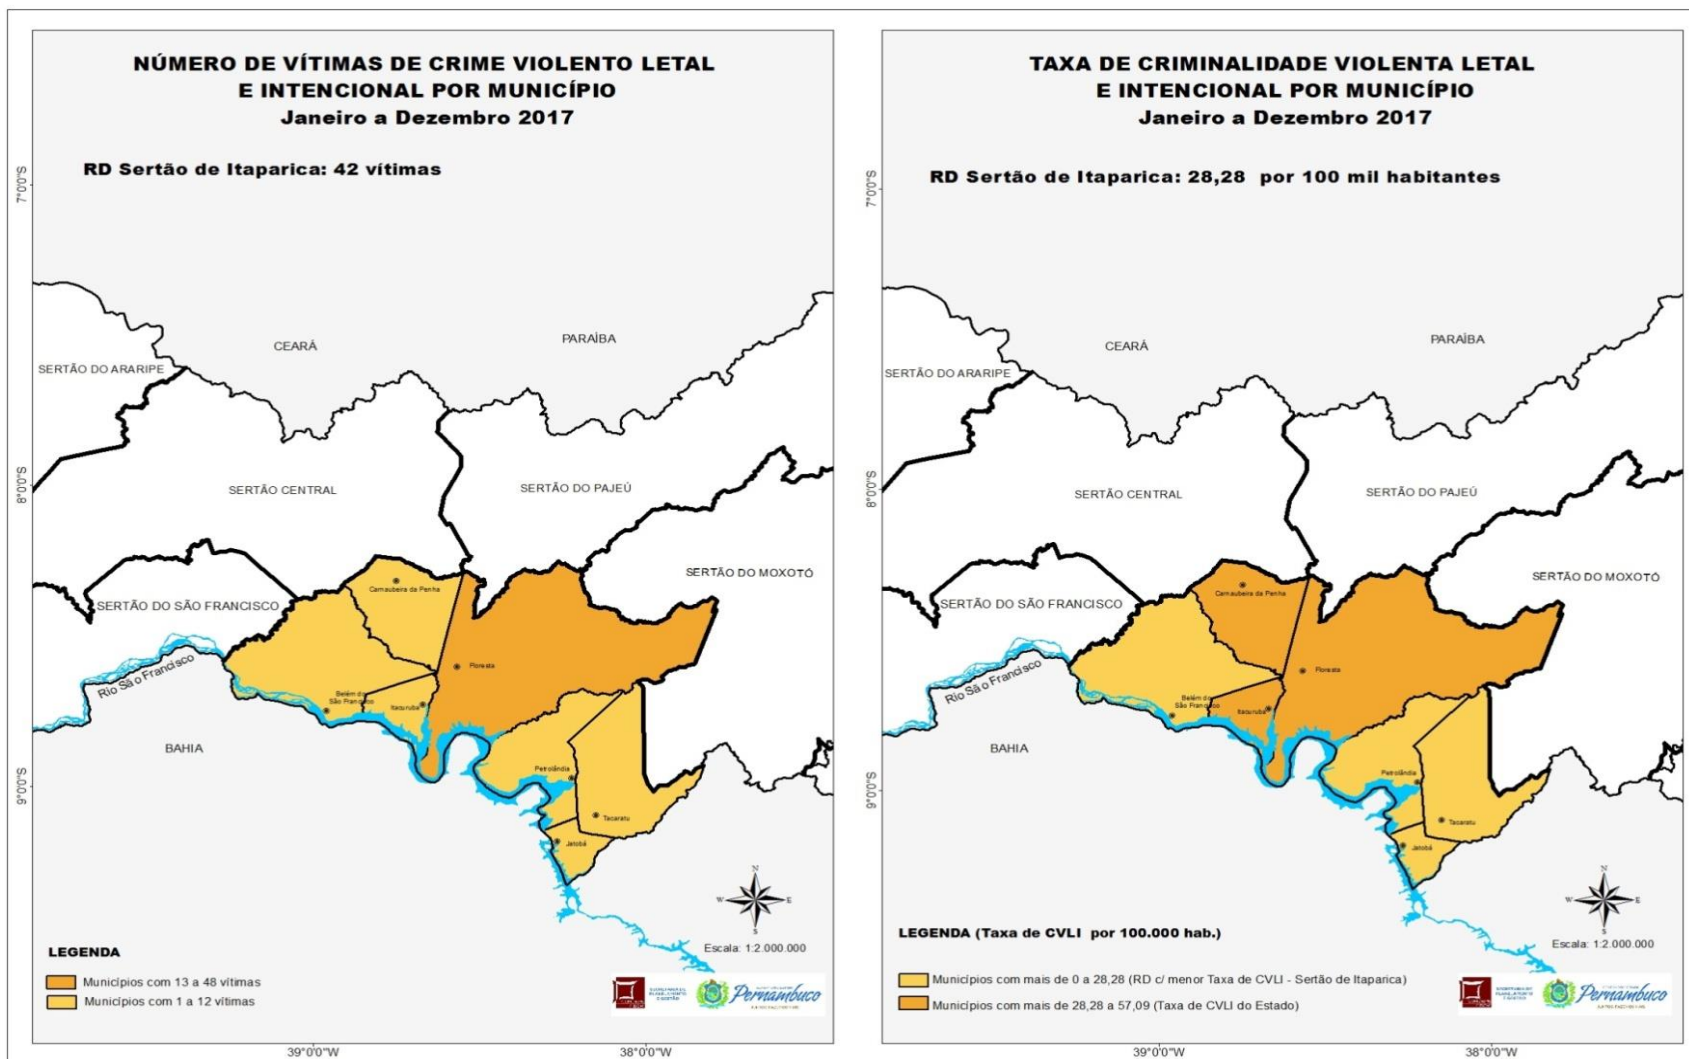 NÚMERO DE VÍTIMAS DE CRIME VIOLENTO LETAL
E INTENCIONAL POR MUNICÍPIO
Janeiro a Dezembro 2017
RD Sertão de Itaparica: 42 vítimas
7°0'0"S
8°0'0"S
9°0'0"S
CEARÁ
PARAÍBA
SERTÃO DO ARARIPE
SERTÃO CENTRAL
SERTÃO DO PAJEÚ
SERTÃO DO MOXOTÓ
SERTÃO DO SÃO FRANCISCO
Carnaubeira da Penha
Rio São Francisco
Floresta
Belém do
São Francisco
Itacuruba
BAHIA
Petrolândia
Tacaratu
Jatobá
N
W
E
S
Escala: 1:2.000.000
LEGENDA
Municípios com 13 a 48 vítimas
Municípios com 1 a 12 vítimas
Pernambuco
39°0'0"W
38°0'0"W
TAXA DE CRIMINALIDADE VIOLENTA LETAL
E INTENCIONAL POR MUNICÍPIO
Janeiro a Dezembro 2017
RD Sertão de Itaparica: 28,28 por 100 mil habitantes
7°0'0"S
8°0'0"S
9°0'0"S
CEARÁ
PARAÍBA
SERTÃO DO ARARIPE
SERTÃO CENTRAL
SERTÃO DO PAJEÚ
SERTÃO DO MOXOTÓ
SERTÃO DO SÃO FRANCISCO
Carnaubeira da Penha
Rio São Francisco
Floresta
Belém do
São Francisco
Itacuruba
BAHIA
Petrolândia
Tacaratu
Jatobá
N
W
E
S
LEGENDA (Taxa de CVLI por 100.000 hab.)
Escala: 1:2.000.000
Municípios com mais de 0 a 28,28 (RD c/ menor Taxa de CVLI - Sertão de Itaparica)
Municípios com mais de 28,28 a 57,09 (Taxa de CVLI do Estado)
Pernambuco
39°0'0"W
38°0'0"W